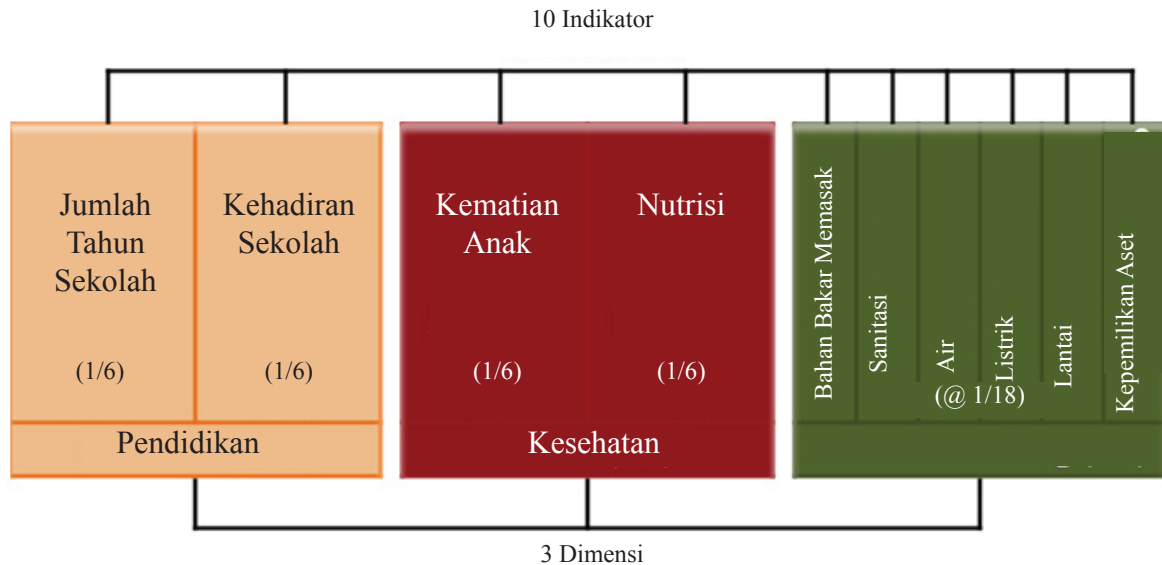 10 Indikator
Jumlah
Tahun
Sekolah
(1/6)
Kehadiran
Sekolah
(1/6)
Pendidikan
Kematian
Anak
(1/6)
Nutrisi
(1/6)
Kesehatan
Bahan Bakar Memasak
Sanitasi
Air
Listrik
Lantai
Kepemilikan Aset
(@ 1/18)
3 Dimensi